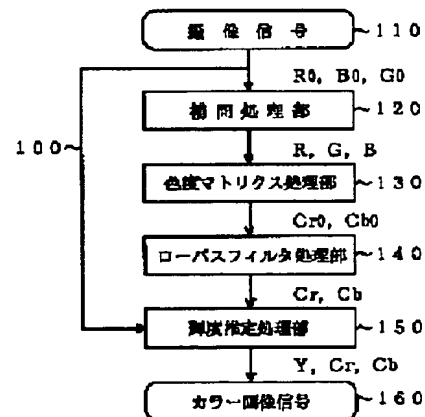 撮像信号 110
R0, B0, G0
補間処理部 120
100
R, G, B
色度マトリクス処理部 130
Cr0, Cb0
ローパスフィルタ処理部 140
Cr, Cb
輝度推定処理部 150
Y, Cr, Cb
カラー画像信号 160